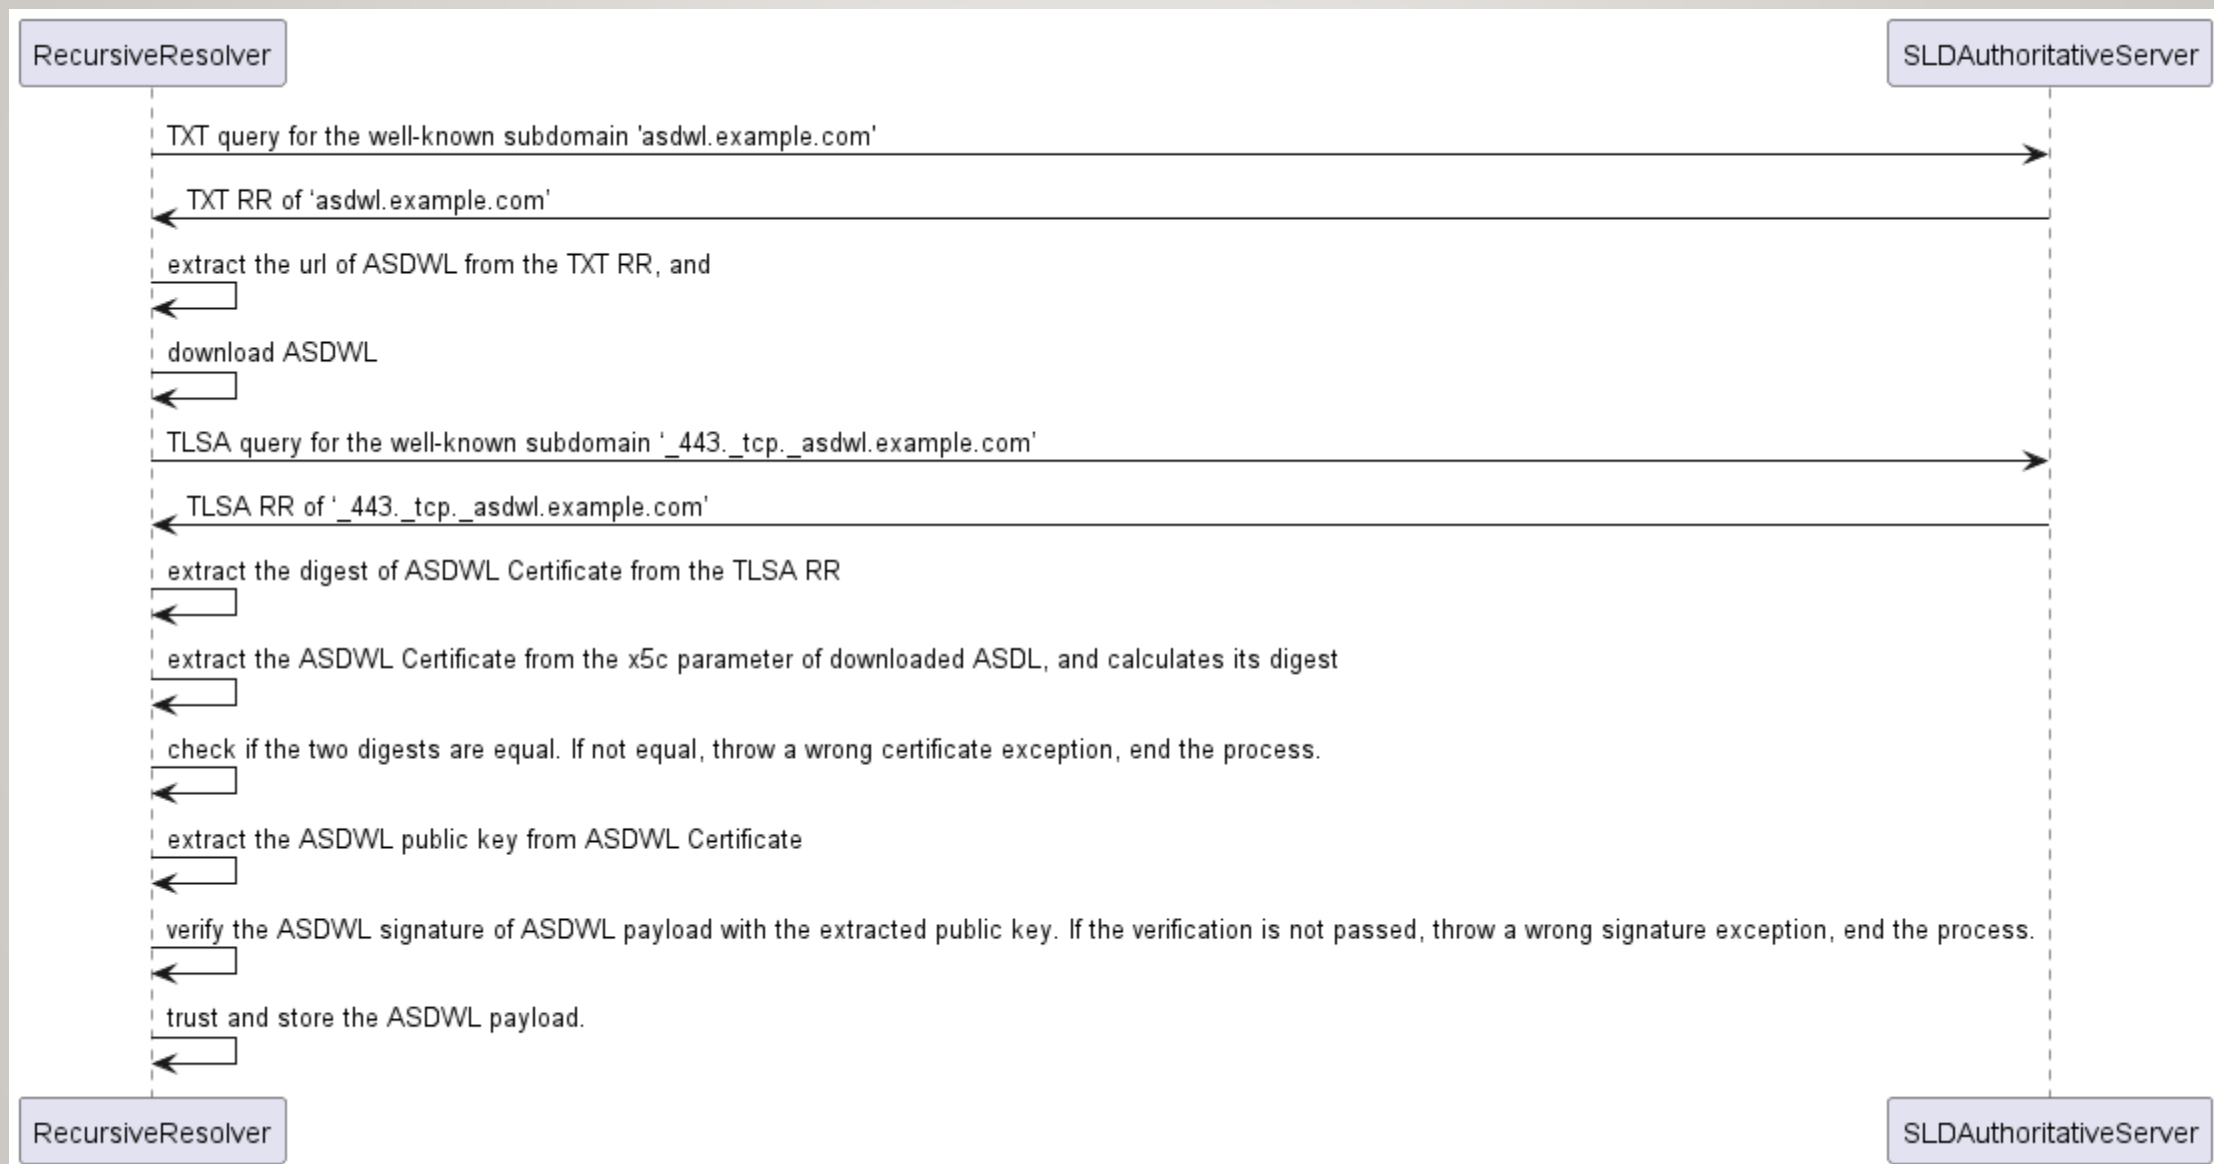 RecursiveResolver
SLDAuthoritativeServer
TXT query for the well-known subdomain 'asdwl.example.com'
TXT RR of ‘asdwl.example.com’
extract the url of ASDWL from the TXT RR, and
download ASDWL
TLSA query for the well-known subdomain ‘_443._tcp._asdwl.example.com’
TLSA RR of ‘_443._tcp._asdwl.example.com’
extract the digest of ASDWL Certificate from the TLSA RR
extract the ASDWL Certificate from the x5c parameter of downloaded ASDL, and calculates its digest
check if the two digests are equal. If not equal, throw a wrong certificate exception, end the process.
extract the ASDWL public key from ASDWL Certificate
verify the ASDWL signature of ASDWL payload with the extracted public key. If the verification is not passed, throw a wrong signature exception, end the process.
trust and store the ASDWL payload.
RecursiveResolver
SLDAuthoritativeServer